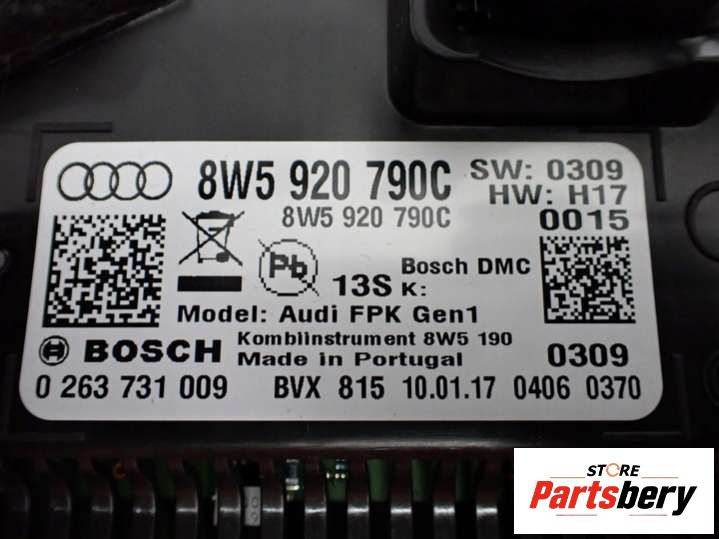 8W5 920 790C SW: 0309
HW: H17
8W5 920 790C 0015
Pb
13S K: Bosch DMC
Model: Audi FPK Gen1
BOSCH Kombiinstrument 8W5 190
Made in Portugal 0309
0 263 731 009 BVX 815 10.01.17 0406 0370
STORE
Partsbery